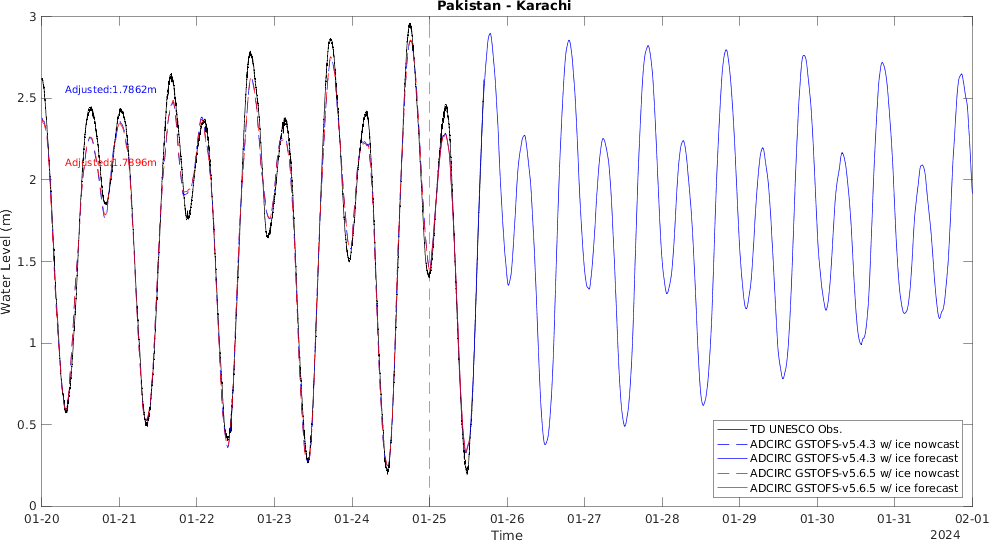 Pakistan - Karachi
3
2.5
2
1.5
1
0.5
0
Water Level (m)
Adjusted:1.7862m
Adjusted:1.7896m
TD UNESCO Obs.
ADCIRC GSTOFS-v5.4.3 w/ ice nowcast
ADCIRC GSTOFS-v5.4.3 w/ ice forecast
ADCIRC GSTOFS-v5.6.5 w/ ice nowcast
ADCIRC GSTOFS-v5.6.5 w/ ice forecast
01-20 01-21 01-22 01-23 01-24 01-25 01-26 01-27 01-28 01-29 01-30 01-31 02-01
Time
2024